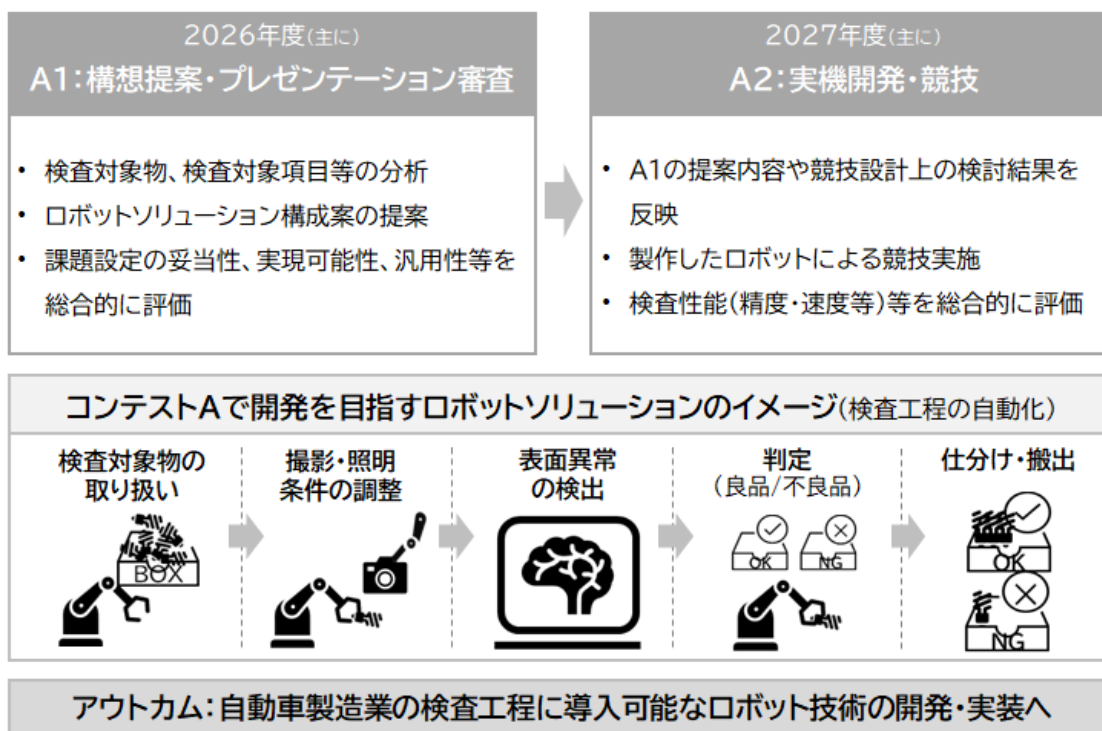 2026年度(主に)
A1:構想提案・プレゼンテーション審査
• 検査対象物、検査対象項目等の分析
• ロボットソリューション構成案の提案
• 課題設定の妥当性、実現可能性、汎用性等を
総合的に評価
2027年度(主に)
A2:実機開発・競技
• A1の提案内容や競技設計上の検討結果を
反映
• 製作したロボットによる競技実施
• 検査性能(精度・速度等)等を総合的に評価
コンテストAで開発を目指すロボットソリューションのイメージ(検査工程の自動化)
検査対象物の
取り扱い
BOX
撮影・照明
条件の調整
表面異常
の検出
判定
(良品/不良品)
OK NG
仕分け・搬出
OK
NG
アウトカム:自動車製造業の検査工程に導入可能なロボット技術の開発・実装へ